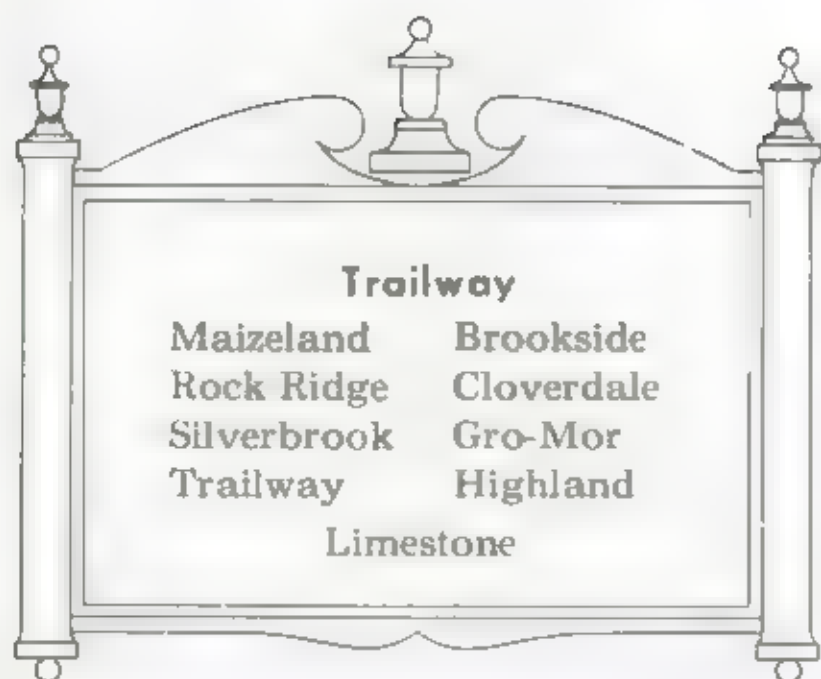 Trailway
Maizeland Brookside
Rock Ridge Cloverdale
Silverbrook Gro-Mor
Trailway Highland
Limestone